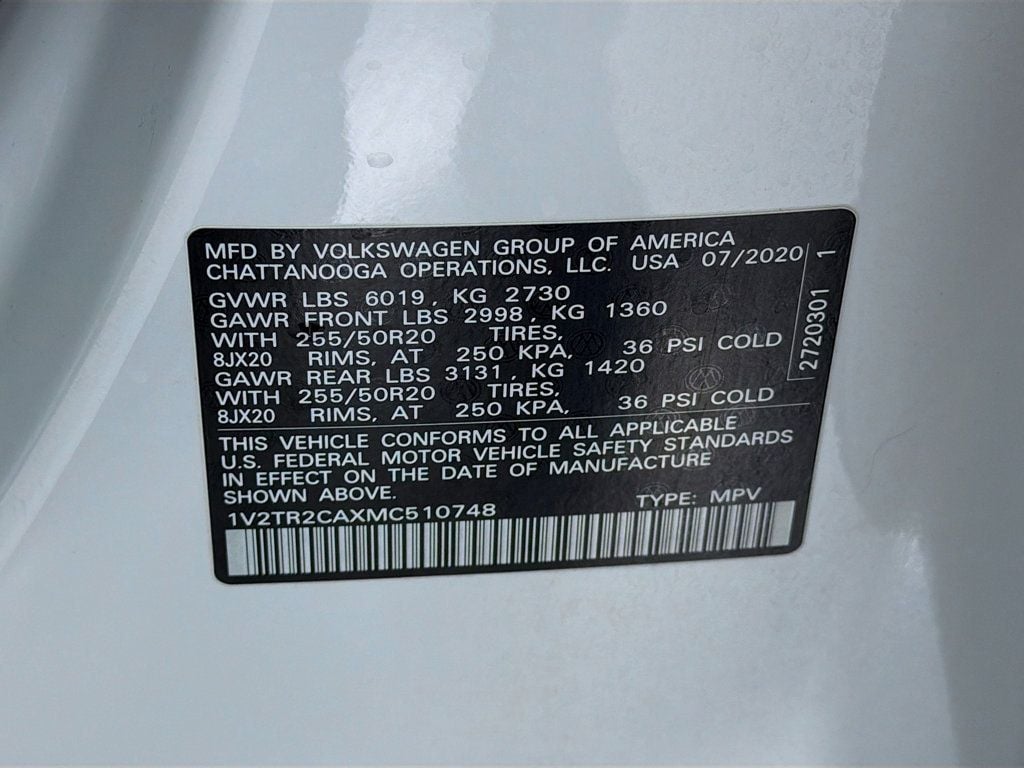 MFD BY VOLKSWAGEN GROUP OF AMERICA
CHATTANOOGA OPERATIONS, LLC. USA 07/2020
GVWR LBS 6019, KG 2730
GAWR FRONT LBS 2998, KG 1360
WITH 255/50R20 TIRES,
8JX20 RIMS, AT 250 KPA, 36 PSI COLD
GAWR REAR LBS 3131, KG 1420
WITH 255/50R20 TIRES,
8JX20 RIMS, AT 250 KPA, 36 PSI COLD
THIS VEHICLE CONFORMS TO ALL APPLICABLE
U.S. FEDERAL MOTOR VEHICLE SAFETY STANDARDS
IN EFFECT ON THE DATE OF MANUFACTURE
SHOWN ABOVE.
1V2TR2CAXMC510748 TYPE: MPV
2720301 1